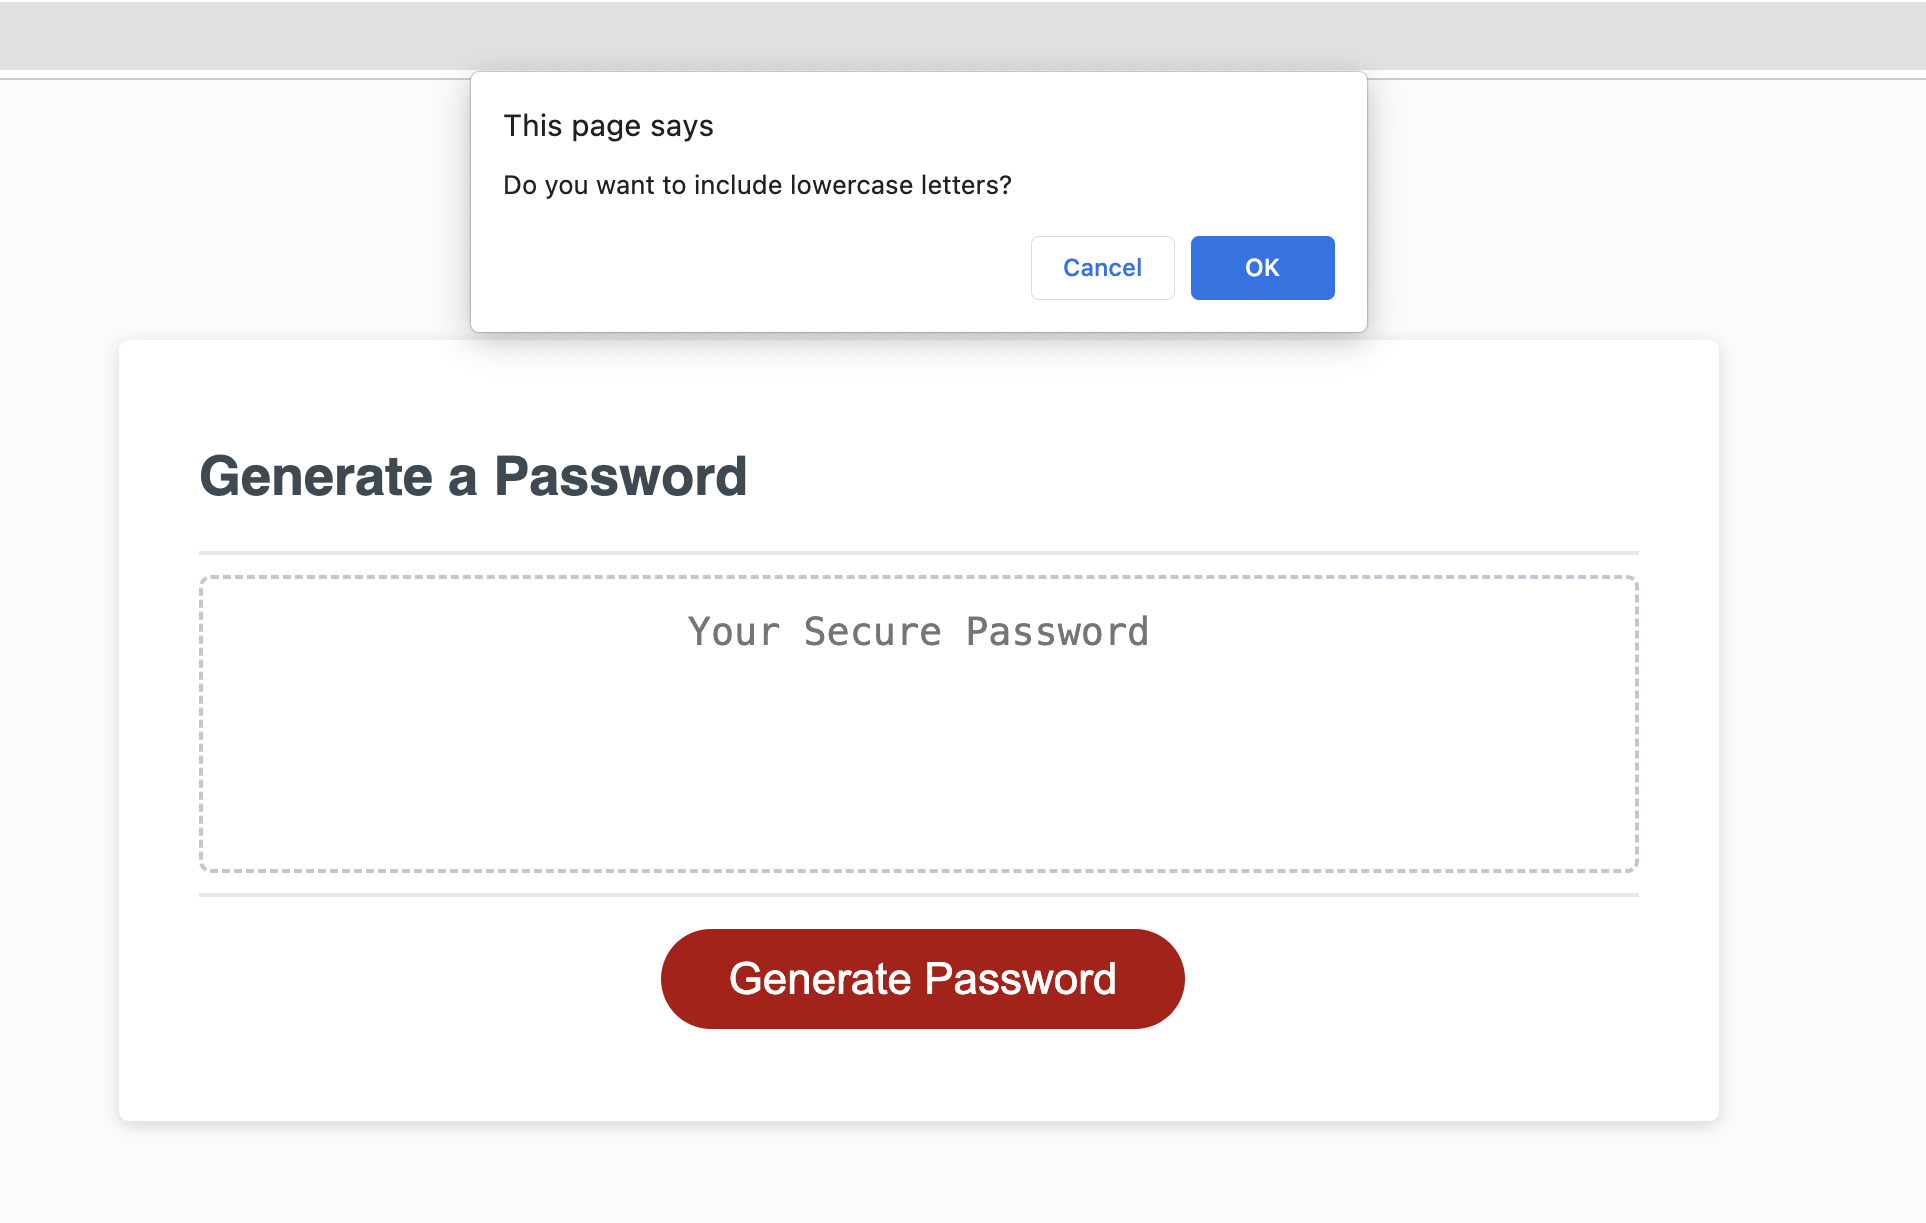 This page says
Do you want to include lowercase letters?
Cancel OK
Generate a Password
Your Secure Password
Generate Password